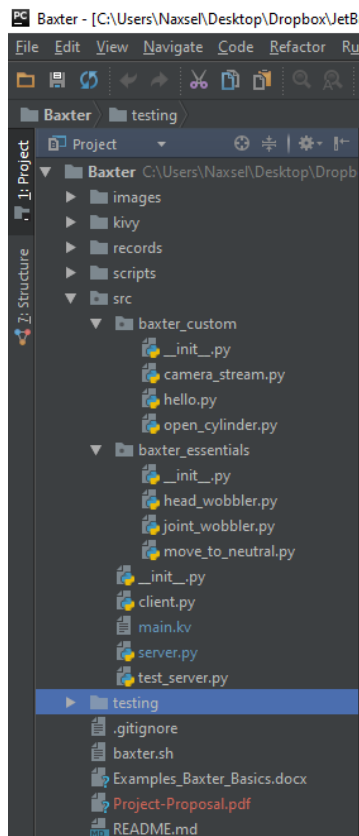 Baxter - [C:\Users\Naxsel\Desktop\Dropbox\JetB
File Edit View Navigate Code Refactor Ru
Baxter testing
1: Project
7: Structure
Project
Baxter C:\Users\Naxsel\Desktop\Dropb
images
kivy
records
scripts
src
baxter_custom
__init__.py
camera_stream.py
hello.py
open_cylinder.py
baxter_essentials
__init__.py
head_wobbler.py
joint_wobbler.py
move_to_neutral.py
__init__.py
client.py
main.kv
server.py
test_server.py
testing
.gitignore
baxter.sh
Examples_Baxter_Basics.docx
Project-Proposal.pdf
README.md